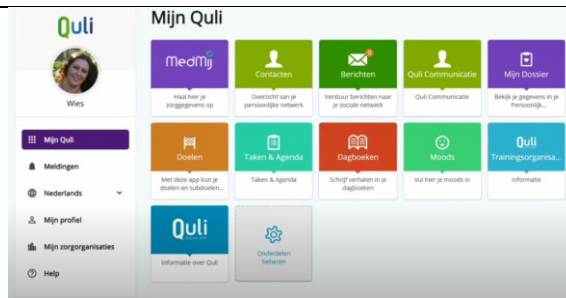 Quli
Wies
Mijn Quli
Meldingen
Nederlands
Mijn profiel
Mijn zorgorganisaties
Help
Mijn Quli
MedMij
Haal hier je
zorggegevens op
Contacten
Overzicht van je
persoonlijke netwerk
Berichten
Verstuur berichten naar
je sociale netwerk
Quli Communicatie
Quli Communicatie
Mijn Dossier
Bekijk je gegevens in je
Persoonlijk...
Doelen
Met deze app kun je
doelen en subdoelen...
Taken & Agenda
Taken & Agenda
Dagboeken
Schrijf verhalen in je
dagboeken
Moods
Vul hier je moods in
Quli
Trainingsorganisa...
Informatie
Quli
Informatie over Quli
Onderdelen
beheren